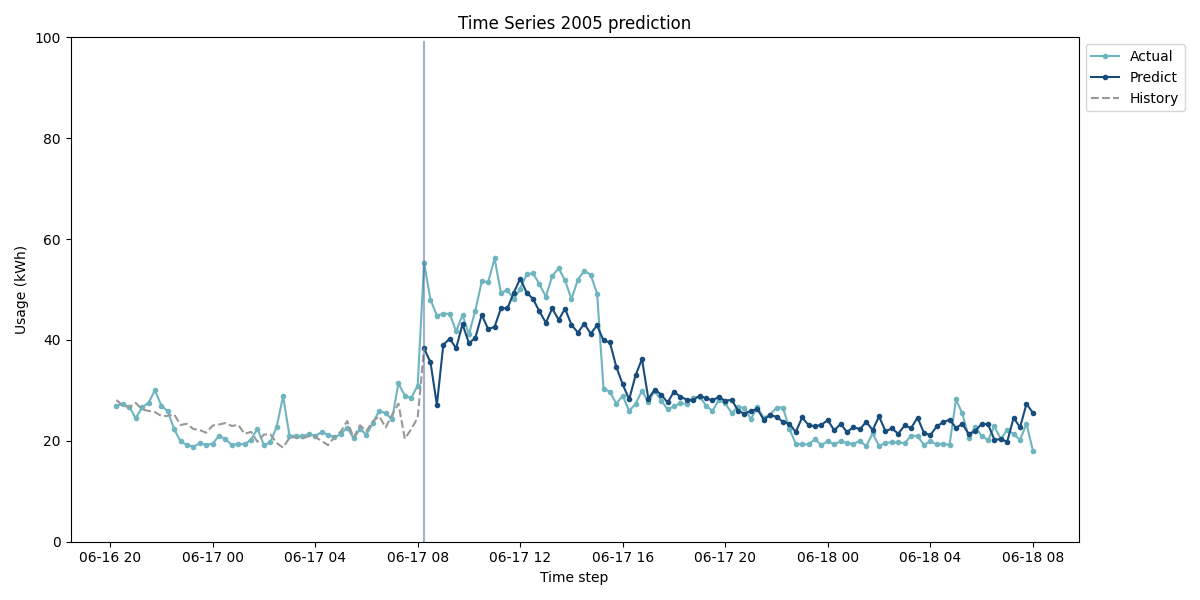 Time Series 2005 prediction
100
80
60
40
20
0
Usage (kWh)
06-16 20
06-17 00
06-17 04
06-17 08
06-17 12
06-17 16
06-17 20
06-18 00
06-18 04
06-18 08
Time step
Actual
Predict
History